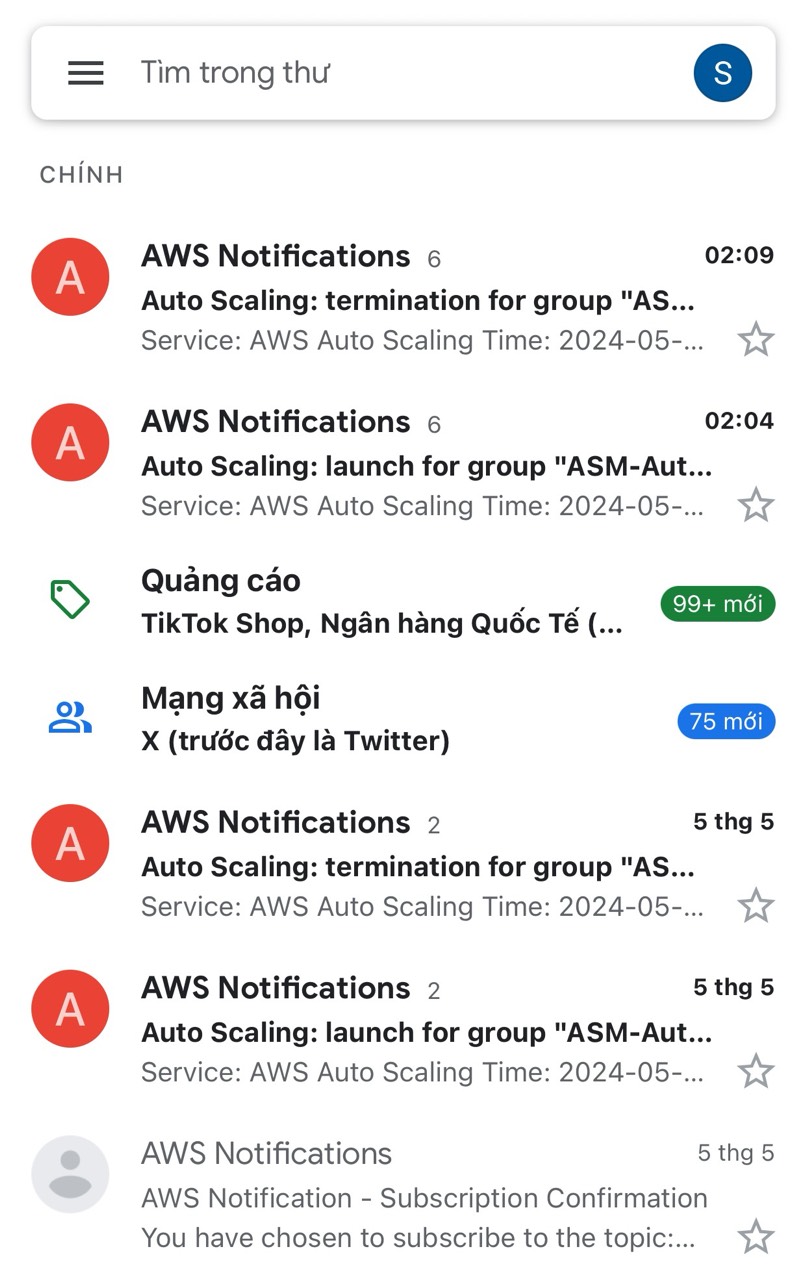 Tìm trong thư
S
CHÍNH
A
AWS Notifications 6 02:09
Auto Scaling: termination for group "AS...
Service: AWS Auto Scaling Time: 2024-05-...
A
AWS Notifications 6 02:04
Auto Scaling: launch for group "ASM-Aut...
Service: AWS Auto Scaling Time: 2024-05-...
Quảng cáo
99+ mới
TikTok Shop, Ngân hàng Quốc Tế (...
Mạng xã hội
75 mới
X (trước đây là Twitter)
A
AWS Notifications 2 5 thg 5
Auto Scaling: termination for group "AS...
Service: AWS Auto Scaling Time: 2024-05-...
A
AWS Notifications 2 5 thg 5
Auto Scaling: launch for group "ASM-Aut...
Service: AWS Auto Scaling Time: 2024-05-...
AWS Notifications 5 thg 5
AWS Notification - Subscription Confirmation
You have chosen to subscribe to the topic:...